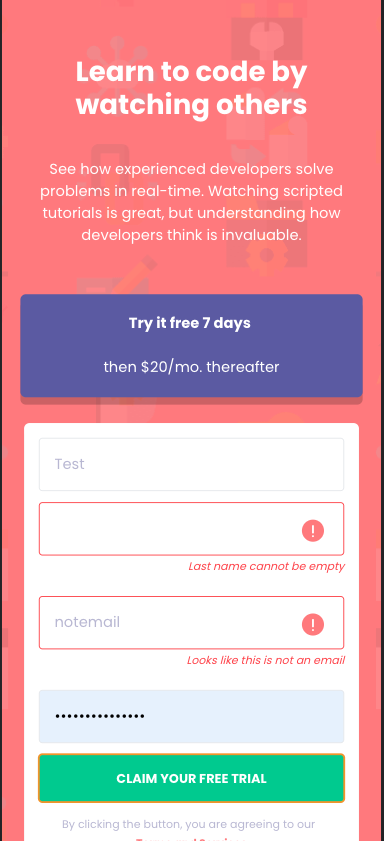 Learn to code by
watching others
See how experienced developers solve
problems in real-time. Watching scripted
tutorials is great, but understanding how
developers think is invaluable.
Try it free 7 days
then $20/mo. thereafter
Test
Last name cannot be empty
notemail
Looks like this is not an email
•••••••••••••••
CLAIM YOUR FREE TRIAL
By clicking the button, you are agreeing to our